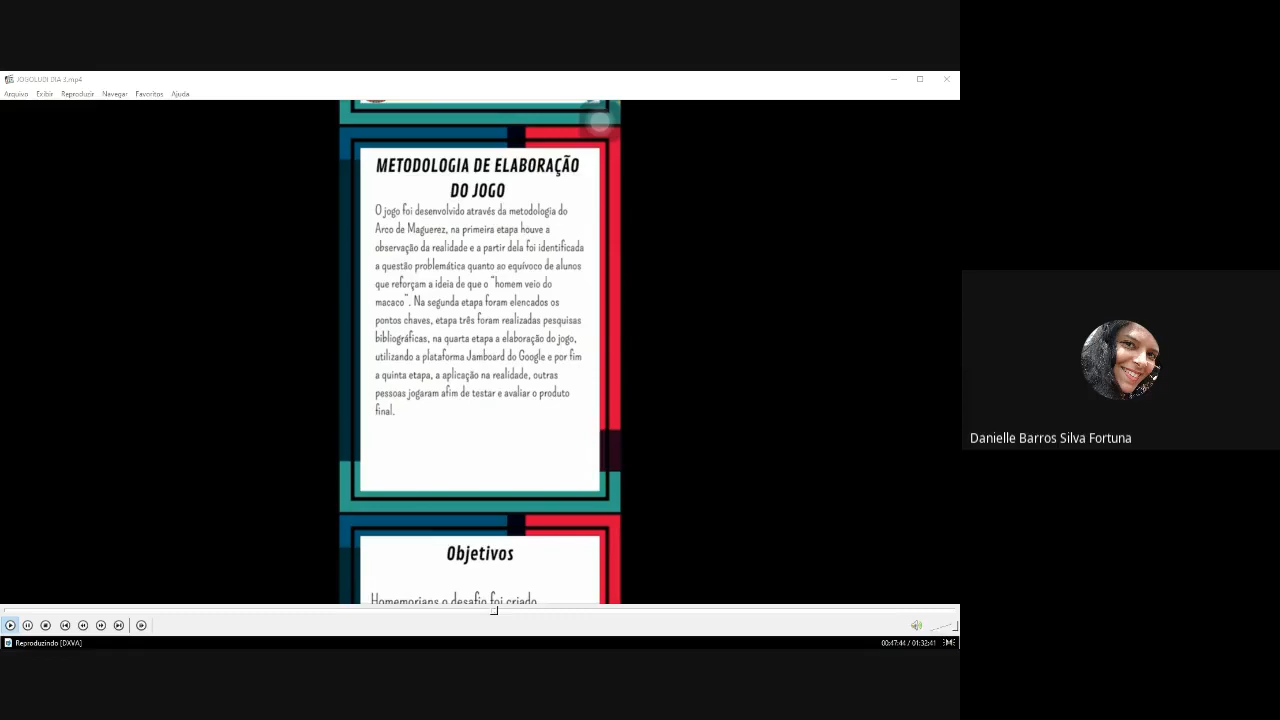 JOGOLUDI DIA 3.mp4
Arquivo Exibir Reproduzir Navegar Favoritos Ajuda
METODOLOGIA DE ELABORAÇÃO
DO JOGO
O jogo foi desenvolvido através da metodologia do
Arco de Maguerez, na primeira etapa houve a
observação da realidade e a partir dela foi identificada
a questão problemática quanto ao equívoco de alunos
que reforçam a ideia de que o "homem veio do
macaco". Na segunda etapa foram elencados os
pontos chaves, etapa três foram realizadas pesquisas
bibliográficas, na quarta etapa a elaboração do jogo,
utilizando a plataforma Jamboard do Google e por fim
a quinta etapa, a aplicação na realidade, outras
pessoas jogaram afim de testar e avaliar o produto
final.
Objetivos
Homemorians o desafio foi criado
Danielle Barros Silva Fortuna
Reproduzindo [DXVA]
00:47:44 / 01:32:41